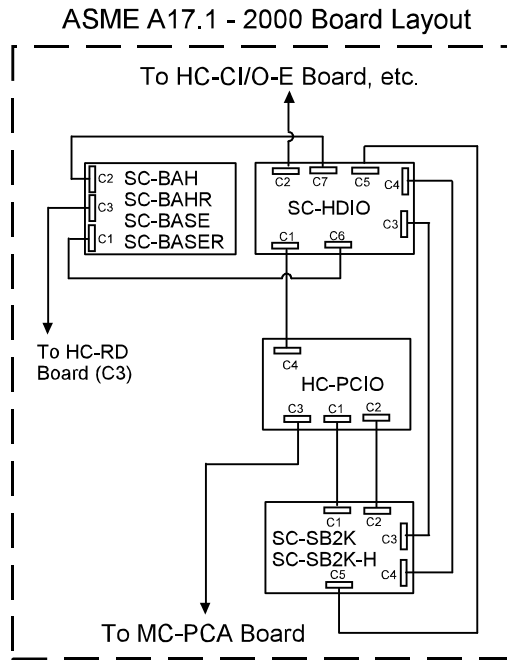 ASME A17.1 - 2000 Board Layout
To HC-CI/O-E Board, etc.
C2 C7 C5
C4
SC-HDIO
C3
C1 C6
C2 SC-BAH
C3 SC-BAHR
SC-BASE
C1 SC-BASER
To HC-RD
Board (C3)
C4
HC-PCIO
C3 C1 C2
C1 C2
SC-SB2K
C3
SC-SB2K-H
C4
C5
To MC-PCA Board